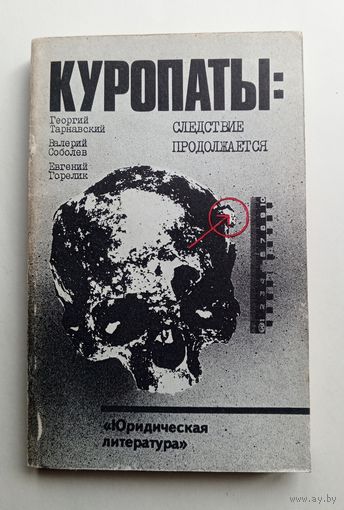 КУРОПАТЫ:
Георгий
Тарнавский
Валерий
Соболев
Евгений
Горелик
СЛЕДСТВИЕ
ПРОДОЛЖАЕТСЯ
«Юридическая
литература»
www.ay.by